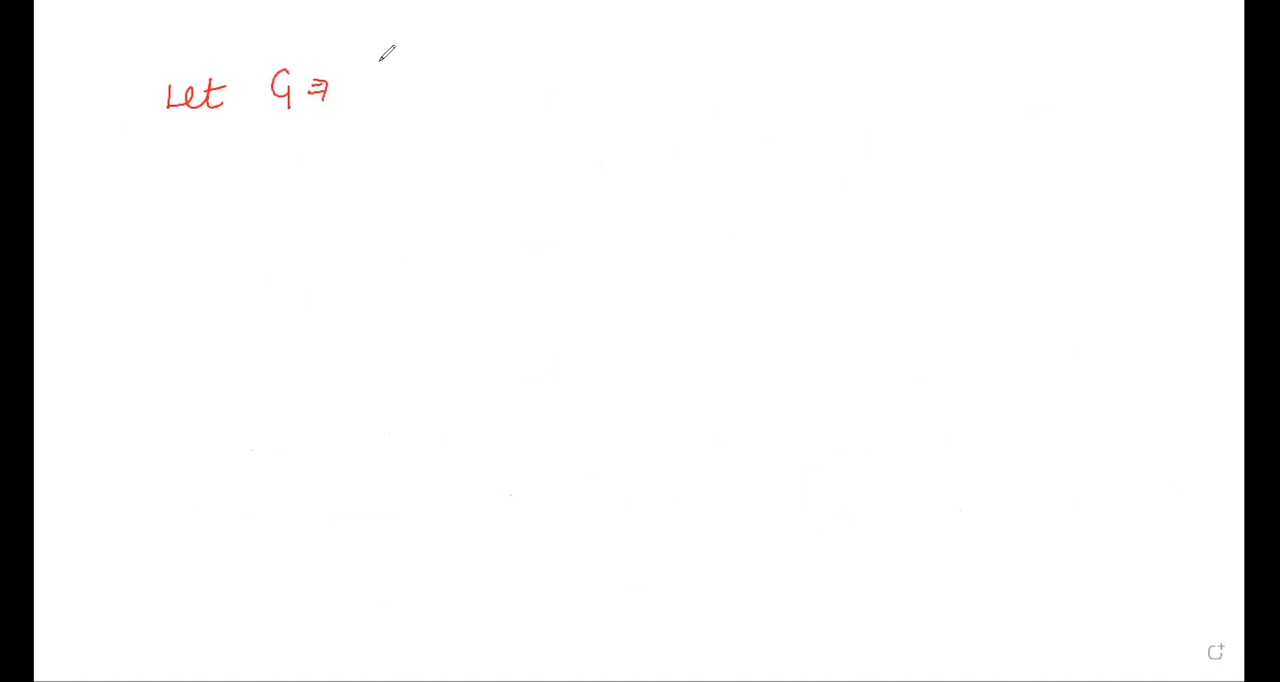 Let G =